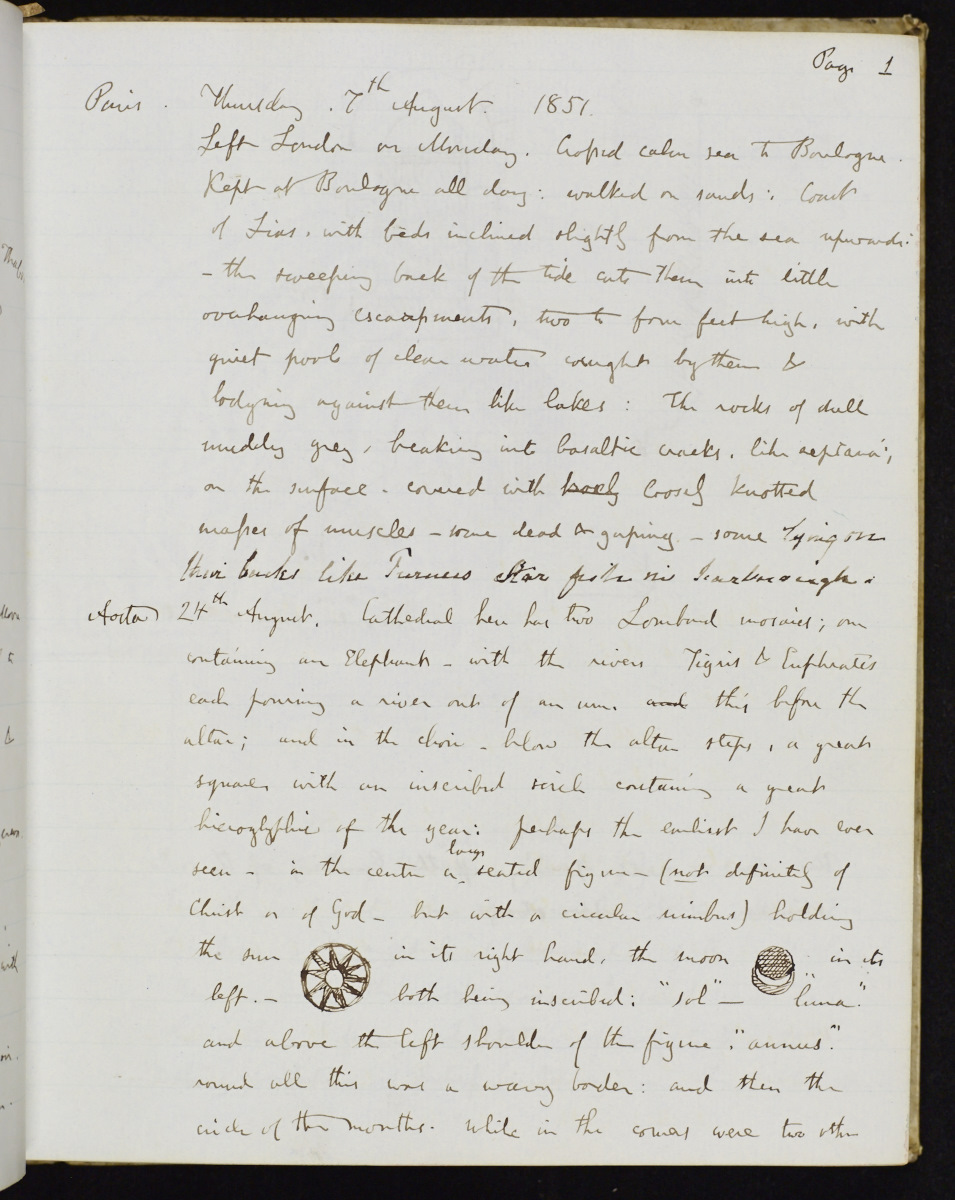 Page 1
Paris. Thursday. 7th August. 1851.
Left London on Monday. Crossed calm sea to Boulogne.
Kept at Boulogne all day: walked on sands: Coast
of Lias, with beds inclined slightly from the sea upwards:
- the sweeping back of the tide cuts them into little
overhanging escarpments, two to four feet high, with
quiet pools of clear water caught by them &
lodging against them like lakes: The rocks of dull
muddy grey, breaking into basaltic cracks, like septaria;
on the surface. covered with loosely knotted
masses of muscles - some dead & gaping - some lying on
their backs like Turners Star fish in Scarborough.
Aosta 24th August. Cathedral here has two Lombard mosaics; one
containing an Elephant - with the rivers Tigris & Euphrates
each pouring a river out of an urn. and this before the
altar; and in the choir - below the altar steps, a great
square with an inscribed circle containing a great
hieroglyphic of the year: perhaps the earliest I have ever
seen - in the centre a large seated figure - (not definitely of
Christ or of God - but with a circular nimbus) holding
the sun in its right hand, the moon in its
left. - both being inscribed: "sol" - "luna".
and above the left shoulder of the figure: "annus".
round all this was a wavy border: and then the
circle of the months. While in the corners were two other